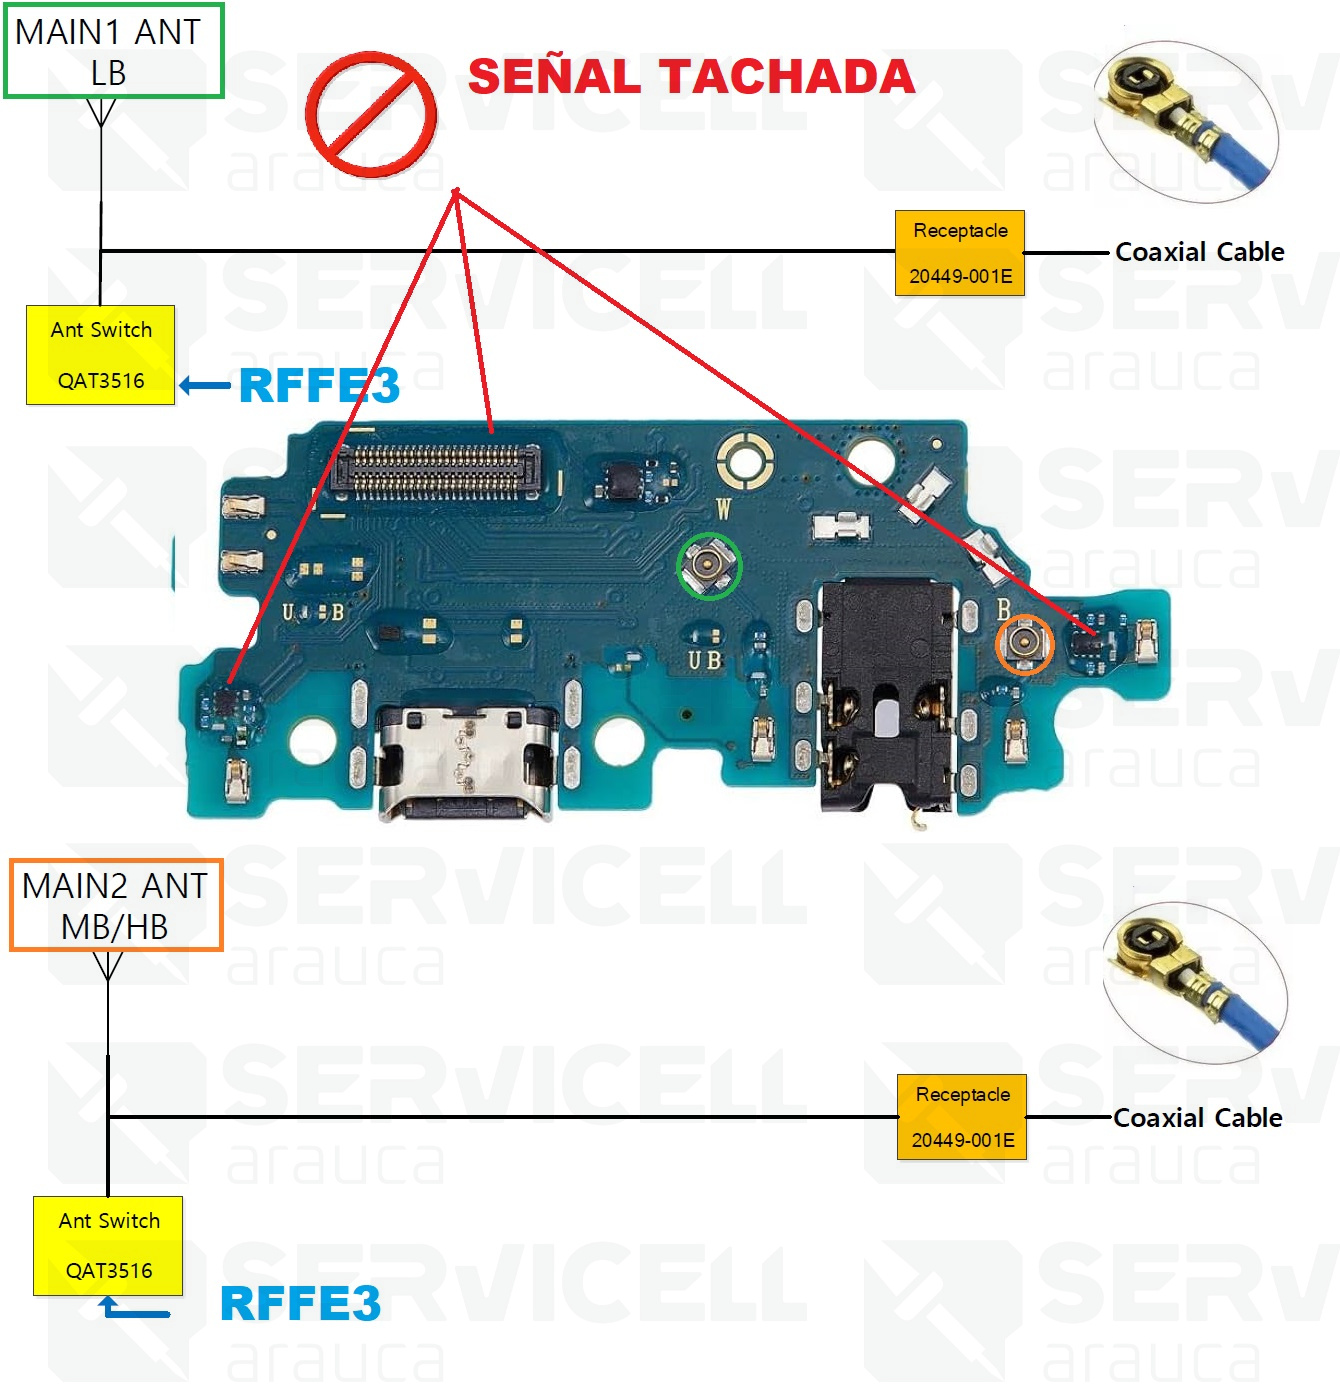 MAIN1 ANT
LB
SEÑAL TACHADA
Receptacle
20449-001E
Coaxial Cable
Ant Switch
QAT3516
RFFE3
W
U B
U B
B
MAIN2 ANT
MB/HB
Receptacle
20449-001E
Coaxial Cable
Ant Switch
QAT3516
RFFE3
SERVICELL
arauca